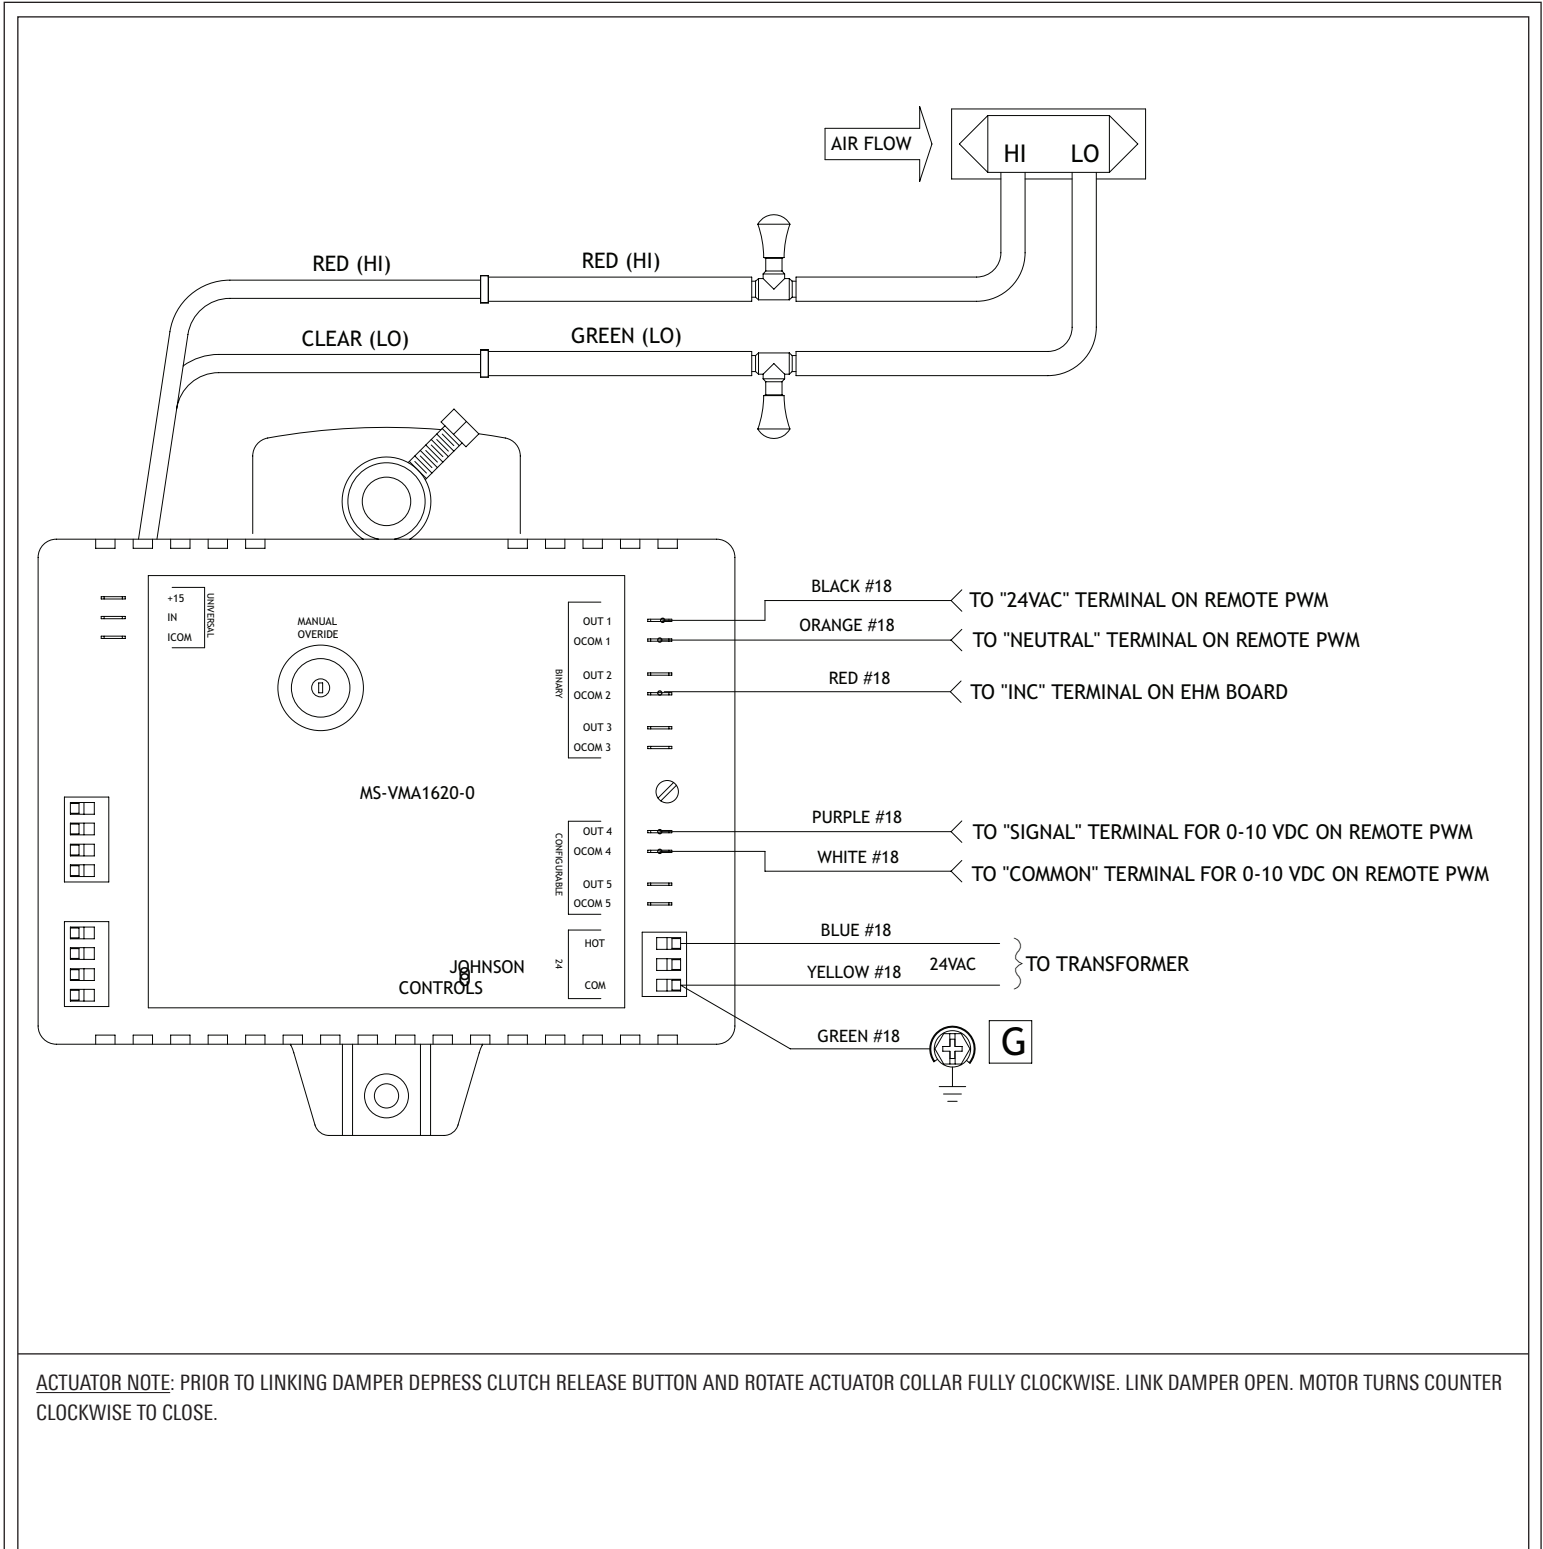 AIR FLOW
HI LO
RED (HI) RED (HI)
CLEAR (LO) GREEN (LO)
+15
IN
ICOM
UNIVERSAL
MANUAL
OVERIDE
MS-VMA1620-0
JOHNSON
CONTROLS
BINARY
OUT 1
OCOM 1
OUT 2
OCOM 2
OUT 3
OCOM 3
CONFIGURABLE
OUT 4
OCOM 4
OUT 5
OCOM 5
24
HOT
COM
BLACK #18
TO "24VAC" TERMINAL ON REMOTE PWM
ORANGE #18
TO "NEUTRAL" TERMINAL ON REMOTE PWM
RED #18
TO "INC" TERMINAL ON EHM BOARD
PURPLE #18
TO "SIGNAL" TERMINAL FOR 0-10 VDC ON REMOTE PWM
WHITE #18
TO "COMMON" TERMINAL FOR 0-10 VDC ON REMOTE PWM
BLUE #18
YELLOW #18
24VAC
TO TRANSFORMER
GREEN #18
G
ACTUATOR NOTE: PRIOR TO LINKING DAMPER DEPRESS CLUTCH RELEASE BUTTON AND ROTATE ACTUATOR COLLAR FULLY CLOCKWISE. LINK DAMPER OPEN. MOTOR TURNS COUNTER
CLOCKWISE TO CLOSE.